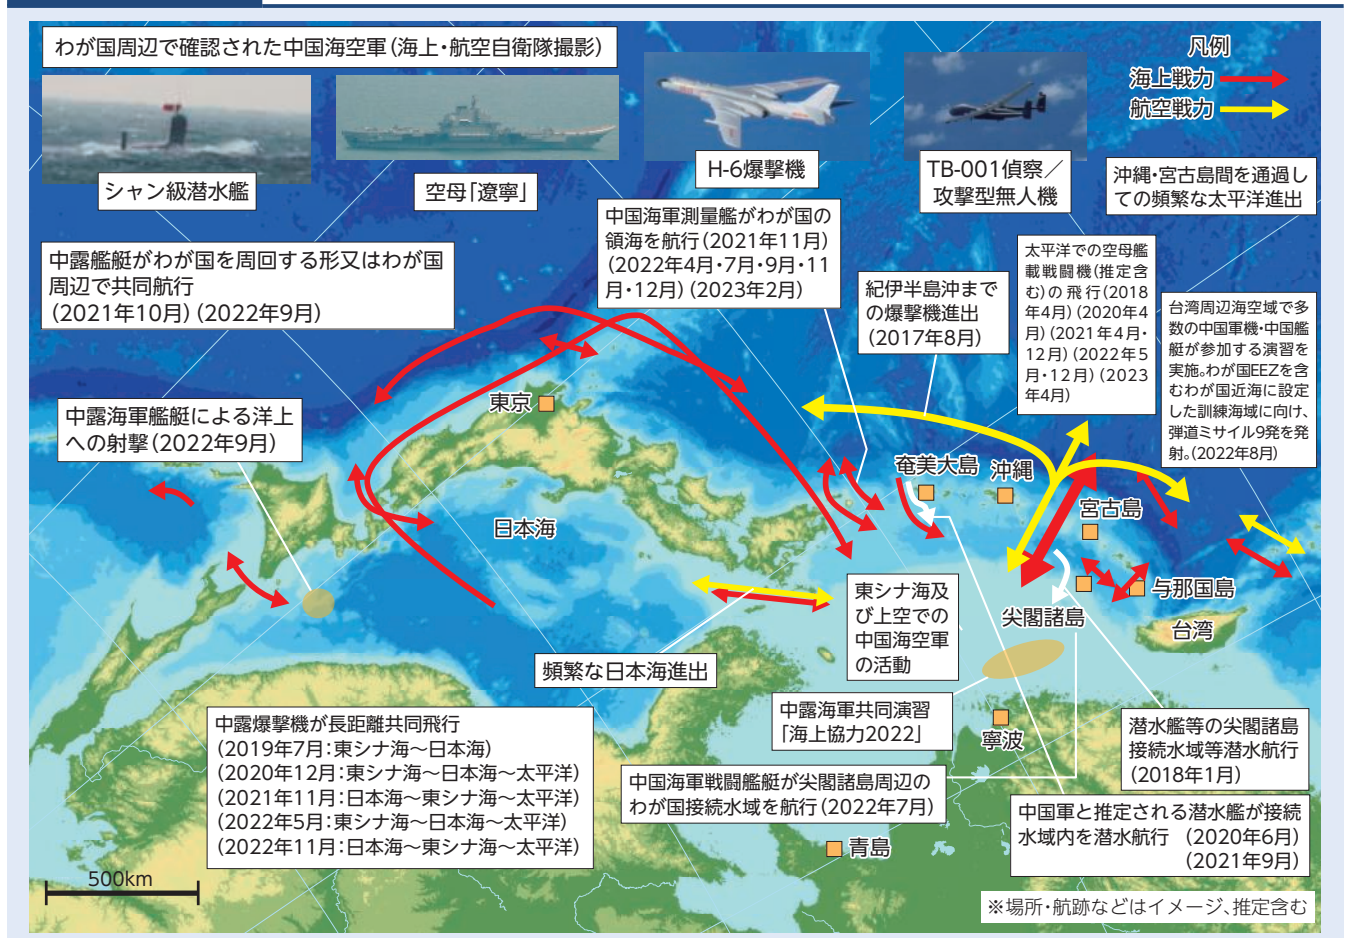 わが国周辺で確認された中国海空軍(海上・航空自衛隊撮影)
シャン級潜水艦
空母「遼寧」
H-6爆撃機
TB-001偵察/
攻撃型無人機
凡例
海上戦力
航空戦力
沖縄・宮古島間を通過し
ての頻繁な太平洋進出
中露艦艇がわが国を周回する形又はわが国
周辺で共同航行
(2021年10月)(2022年9月)
中国海軍測量艦がわが国の
領海を航行(2021年11月)
(2022年4月・7月・9月・11
月・12月)(2023年2月)
紀伊半島沖まで
の爆撃機進出
(2017年8月)
太平洋での空母艦
載戦闘機(推定含
む)の飛行(2018
年4月)(2020年4
月)(2021年4月・
12月)(2022年5
月・12月)(2023
年4月)
台湾周辺海空域で多
数の中国軍機・中国艦
艇が参加する演習を
実施。わが国EEZを含
むわが国近海に設定
した訓練海域に向け、
弾道ミサイル9発を発
射。(2022年8月)
中露海軍艦艇による洋上
への射撃(2022年9月)
東京
日本海
奄美大島
沖縄
宮古島
与那国島
尖閣諸島
台湾
東シナ海及
び上空での
中国海空軍
の活動
頻繁な日本海進出
中露海軍共同演習
「海上協力2022」
寧波
潜水艦等の尖閣諸島
接続水域等潜水航行
(2018年1月)
中露爆撃機が長距離共同飛行
(2019年7月:東シナ海〜日本海)
(2020年12月:東シナ海〜日本海〜太平洋)
(2021年11月:日本海〜東シナ海〜太平洋)
(2022年5月:東シナ海〜日本海〜太平洋)
(2022年11月:日本海〜東シナ海〜太平洋)
中国海軍戦闘艦艇が尖閣諸島周辺の
わが国接続水域を航行(2022年7月)
中国軍と推定される潜水艦が接続
水域内を潜水航行 (2020年6月)
(2021年9月)
青島
500km
※場所・航跡などはイメージ、推定含む